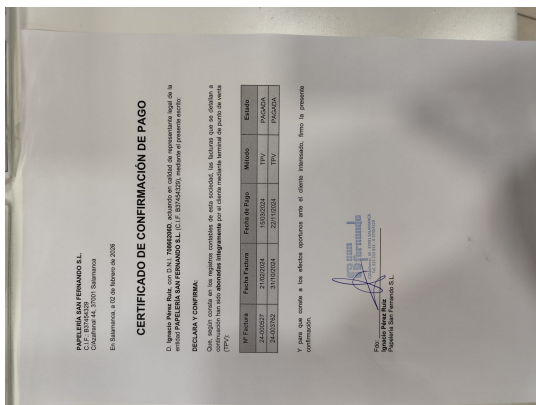 PAPELERÍA SAN FERNANDO S.L.
C.I.F.: B37454329
C/Azafranal 44, 37001 Salamanca
En Salamanca, a 02 de febrero de 2026
CERTIFICADO DE CONFIRMACIÓN DE PAGO
D. Ignacio Pérez Ruiz, con D.N.I. actuando en calidad de representante legal de la
entidad PAPELERÍA SAN FERNANDO S.L. (C.I.F. B37454329), mediante el presente escrito:
DECLARA Y CONFIRMA:
Que, según consta en los registros contables de esta sociedad, las facturas que se detallan a
continuación han sido abonadas íntegramente por el cliente mediante terminal de punto de venta
(TPV):
Nº Factura Fecha Factura Fecha de Pago Método Estado
24-000527 21/02/2024 15/03/2024 TPV PAGADA
24-003762 31/10/2024 22/11/2024 TPV PAGADA
Y para que conste a los efectos oportunos ante el cliente interesado, firmo la presente
confirmación.
Fdo:
Ignacio Pérez Ruiz
Papelería San Fernando S.L.